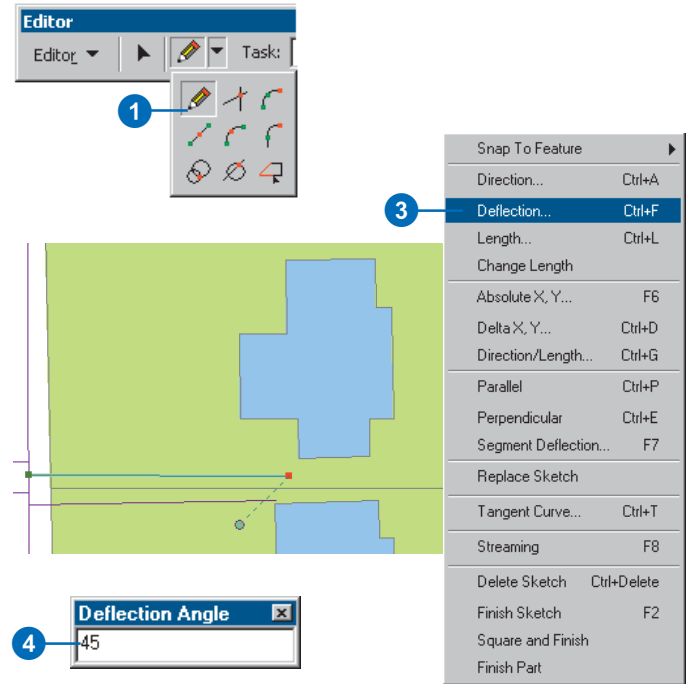 Editor
Editor Task:
1
Snap To Feature
Direction... Ctrl+A
3
Deflection... Ctrl+F
Length... Ctrl+L
Change Length
Absolute X, Y... F6
Delta X, Y... Ctrl+D
Direction/Length... Ctrl+G
Parallel Ctrl+P
Perpendicular Ctrl+E
Segment Deflection... F7
Replace Sketch
Tangent Curve... Ctrl+T
Streaming F8
Delete Sketch Ctrl+Delete
Finish Sketch F2
Square and Finish
Finish Part
Deflection Angle
4
45